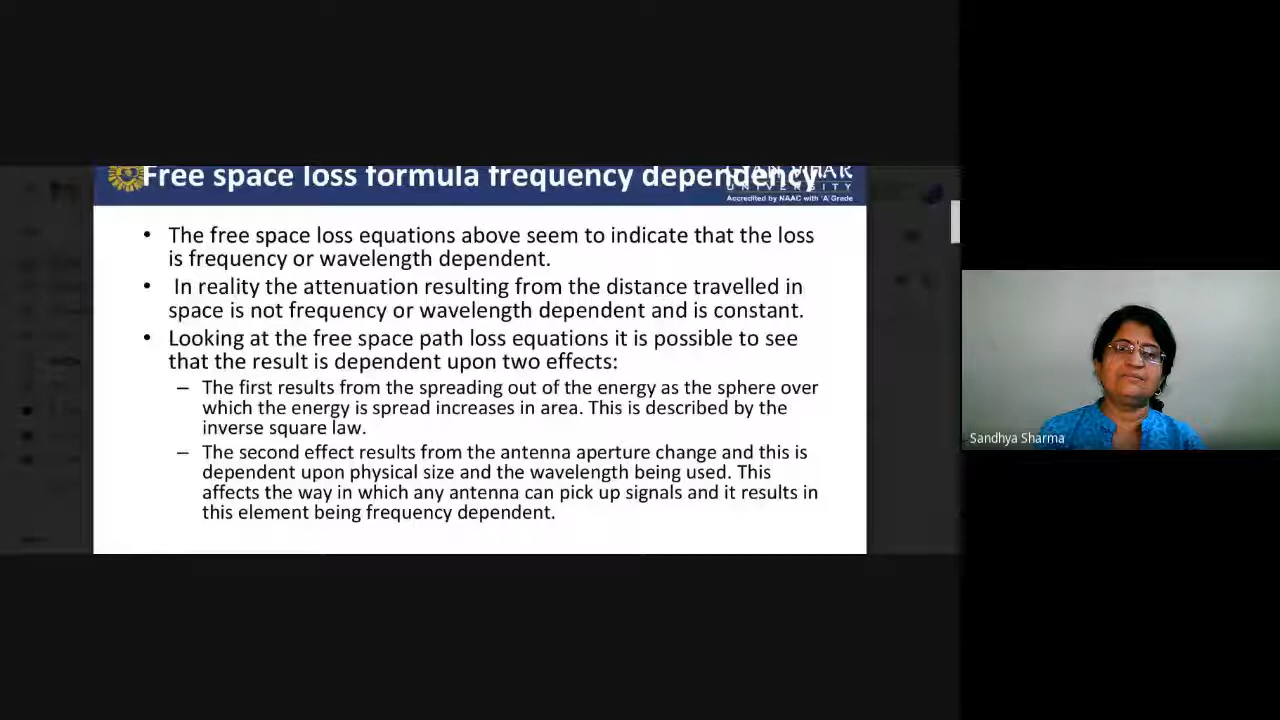 Free space loss formula frequency dependency
UNIVERSITY
Accredited by NAAC with 'A' Grade
• The free space loss equations above seem to indicate that the loss
is frequency or wavelength dependent.
• In reality the attenuation resulting from the distance travelled in
space is not frequency or wavelength dependent and is constant.
• Looking at the free space path loss equations it is possible to see
that the result is dependent upon two effects:
– The first results from the spreading out of the energy as the sphere over
which the energy is spread increases in area. This is described by the
inverse square law.
– The second effect results from the antenna aperture change and this is
dependent upon physical size and the wavelength being used. This
affects the way in which any antenna can pick up signals and it results in
this element being frequency dependent.
Sandhya Sharma